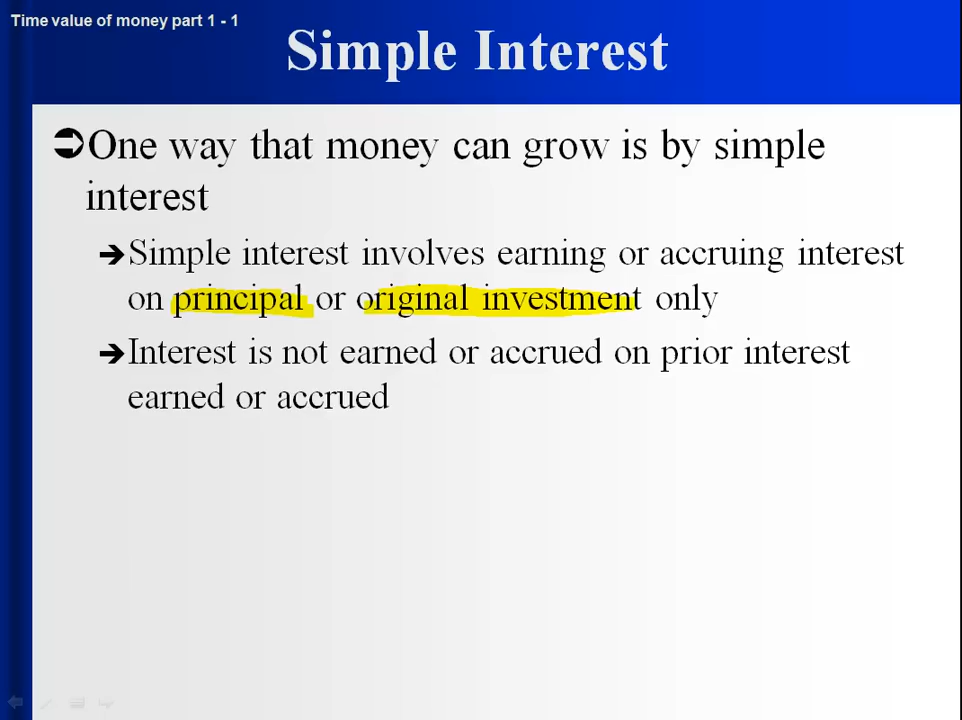 Time value of money part 1 - 1
Simple Interest
One way that money can grow is by simple
interest
Simple interest involves earning or accruing interest
on principal or original investment only
Interest is not earned or accrued on prior interest
earned or accrued